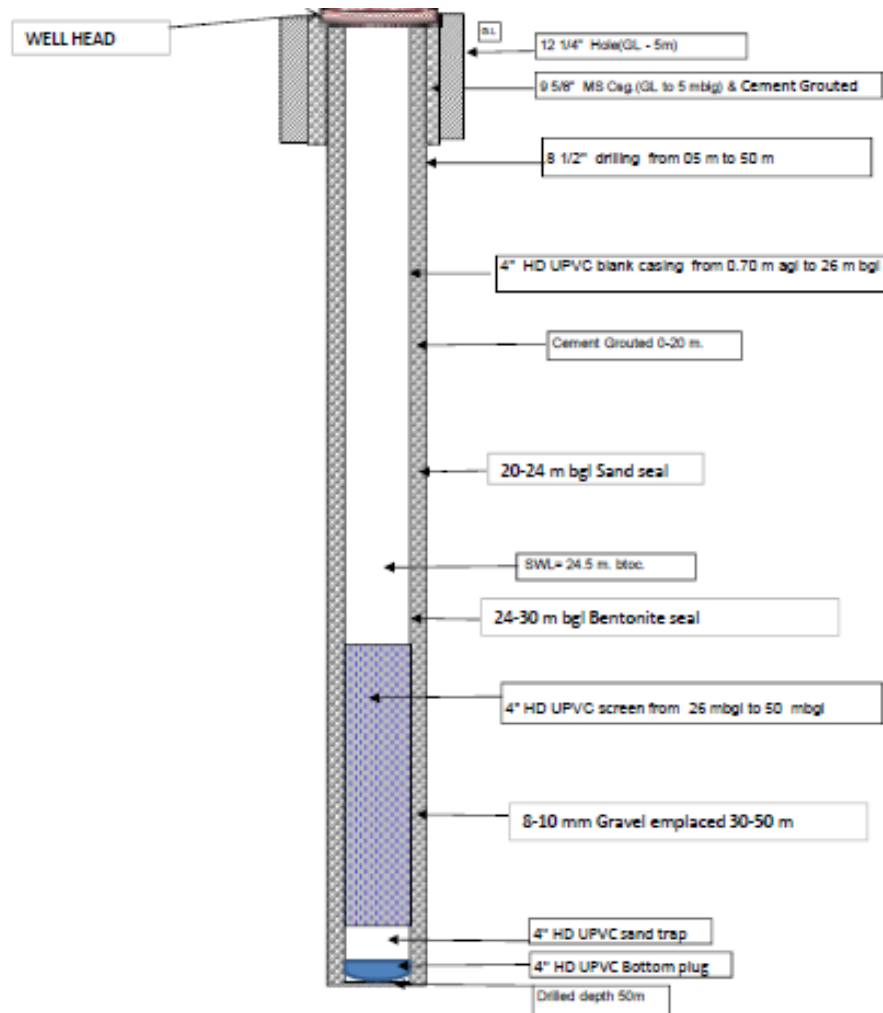 WELL HEAD
G.L
12 1/4" Hole(GL - 5m)
9 5/8" MS Csg.(GL to 5 mblg) & Cement Grouted
8 1/2" drilling from 05 m to 50 m
4" HD UPVC blank casing from 0.70 m agl to 26 m bgl
Cement Grouted 0-20 m.
20-24 m bgl Sand seal
SWL= 24.5 m. btoc.
24-30 m bgl Bentonite seal
4" HD UPVC screen from 26 mbgl to 50 mbgl
8-10 mm Gravel emplaced 30-50 m
4" HD UPVC sand trap
4" HD UPVC Bottom plug
Drilled depth 50m